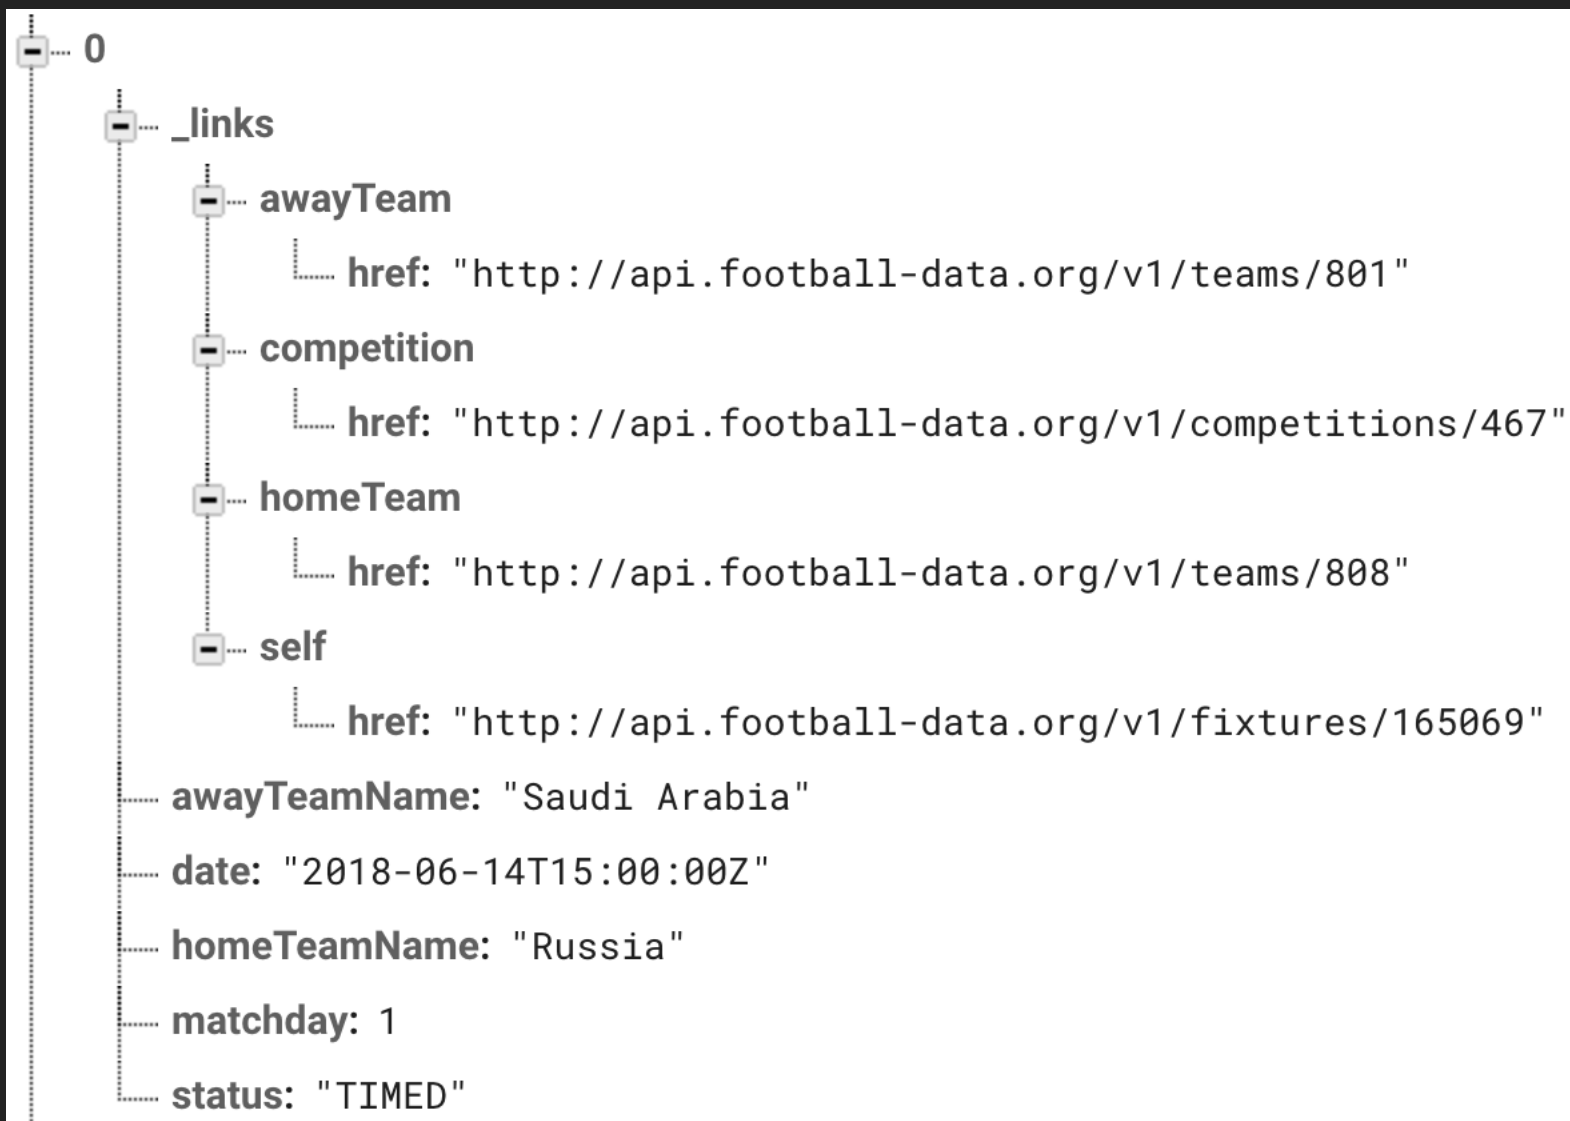 0
_links
awayTeam
href: "http://api.football-data.org/v1/teams/801"
competition
href: "http://api.football-data.org/v1/competitions/467"
homeTeam
href: "http://api.football-data.org/v1/teams/808"
self
href: "http://api.football-data.org/v1/fixtures/165069"
awayTeamName: "Saudi Arabia"
date: "2018-06-14T15:00:00Z"
homeTeamName: "Russia"
matchday: 1
status: "TIMED"